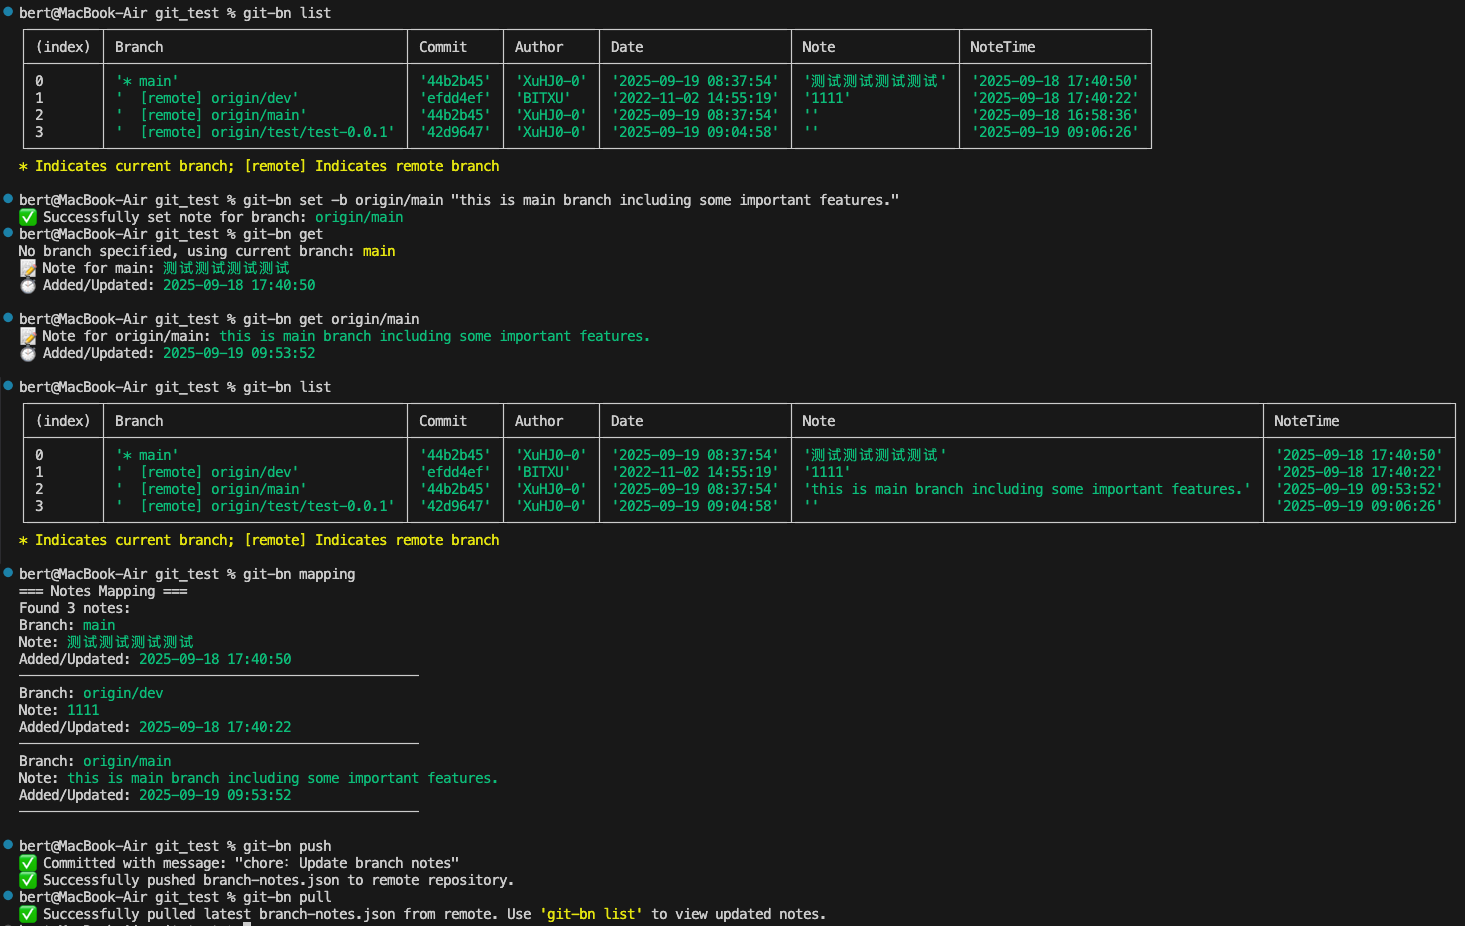 bert@MacBook-Air git_test % git-bn list
(index) Branch Commit Author Date Note NoteTime
0 '* main' '44b2b45' 'XuHJ0-0' '2025-09-19 08:37:54' '测试测试测试测试' '2025-09-18 17:40:50'
1 '  [remote] origin/dev' 'efdd4ef' 'BITXU' '2022-11-02 14:55:19' '1111' '2025-09-18 17:40:22'
2 '  [remote] origin/main' '44b2b45' 'XuHJ0-0' '2025-09-19 08:37:54' '' '2025-09-18 16:58:36'
3 '  [remote] origin/test/test-0.0.1' '42d9647' 'XuHJ0-0' '2025-09-19 09:04:58' '' '2025-09-19 09:06:26'
* Indicates current branch; [remote] Indicates remote branch
bert@MacBook-Air git_test % git-bn set -b origin/main "this is main branch including some important features."
✅ Successfully set note for branch: origin/main
bert@MacBook-Air git_test % git-bn get
No branch specified, using current branch: main
📝 Note for main: 测试测试测试测试
⏱️ Added/Updated: 2025-09-18 17:40:50
bert@MacBook-Air git_test % git-bn get origin/main
📝 Note for origin/main: this is main branch including some important features.
⏱️ Added/Updated: 2025-09-19 09:53:52
bert@MacBook-Air git_test % git-bn list
(index) Branch Commit Author Date Note NoteTime
0 '* main' '44b2b45' 'XuHJ0-0' '2025-09-19 08:37:54' '测试测试测试测试' '2025-09-18 17:40:50'
1 '  [remote] origin/dev' 'efdd4ef' 'BITXU' '2022-11-02 14:55:19' '1111' '2025-09-18 17:40:22'
2 '  [remote] origin/main' '44b2b45' 'XuHJ0-0' '2025-09-19 08:37:54' 'this is main branch including some important features.' '2025-09-19 09:53:52'
3 '  [remote] origin/test/test-0.0.1' '42d9647' 'XuHJ0-0' '2025-09-19 09:04:58' '' '2025-09-19 09:06:26'
* Indicates current branch; [remote] Indicates remote branch
bert@MacBook-Air git_test % git-bn mapping
=== Notes Mapping ===
Found 3 notes:
Branch: main
Note: 测试测试测试测试
Added/Updated: 2025-09-18 17:40:50
Branch: origin/dev
Note: 1111
Added/Updated: 2025-09-18 17:40:22
Branch: origin/main
Note: this is main branch including some important features.
Added/Updated: 2025-09-19 09:53:52
bert@MacBook-Air git_test % git-bn push
✅ Committed with message: "chore: Update branch notes"
✅ Successfully pushed branch-notes.json to remote repository.
bert@MacBook-Air git_test % git-bn pull
✅ Successfully pulled latest branch-notes.json from remote. Use 'git-bn list' to view updated notes.